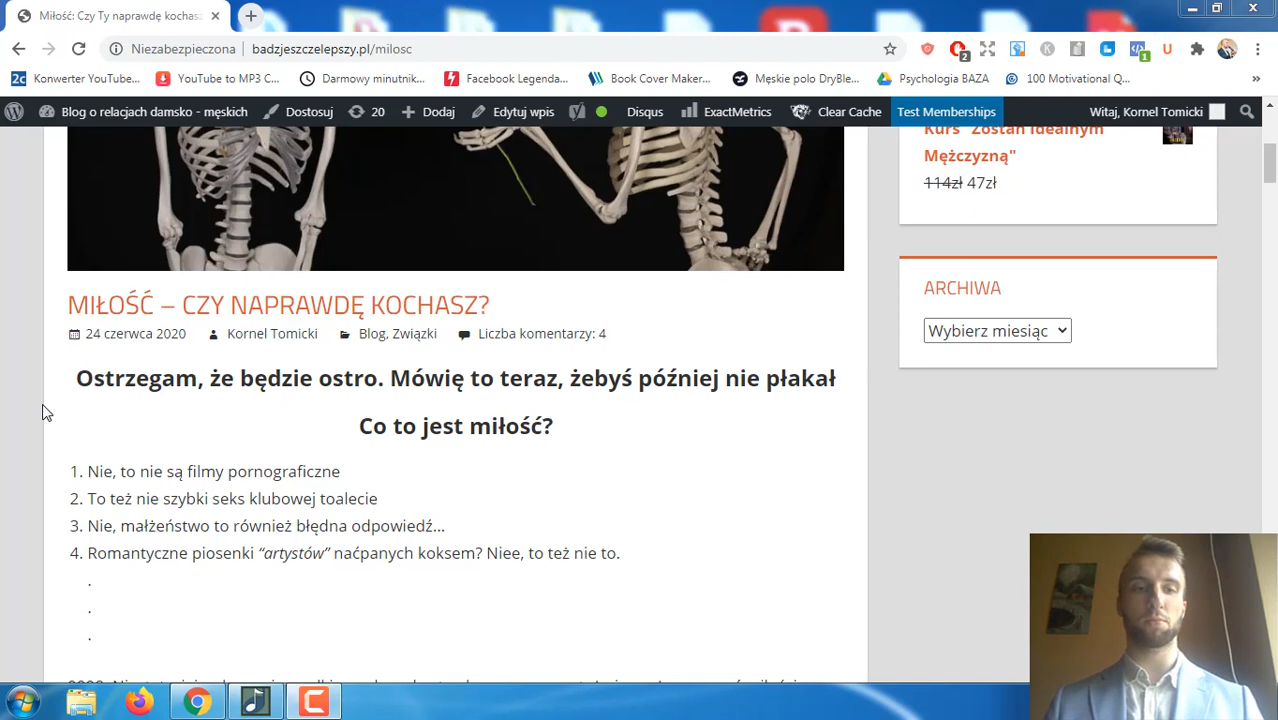 Miłość: Czy Ty naprawdę kochasz
Niezabezpieczona badzjeszczelepszy.pl/milosc
2
1
Konwerter YouTube... YouTube to MP3 C... Darmowy minutnik... Facebook Legenda... Book Cover Maker... Męskie polo DryBle... Psychologia BAZA 100 Motivational Q... »
Blog o relacjach damsko – męskich Dostosuj 20 Dodaj Edytuj wpis Disqus ExactMetrics Clear Cache Test Memberships Witaj, Kornel Tomicki
Kurs "Zostań Idealnym
Mężczyzną"
114zł 47zł
ARCHIWA
Wybierz miesiąc
MIŁOŚĆ – CZY NAPRAWDĘ KOCHASZ?
24 czerwca 2020 Kornel Tomicki Blog, Związki Liczba komentarzy: 4
Ostrzegam, że będzie ostro. Mówię to teraz, żebyś później nie płakał
Co to jest miłość?
1. Nie, to nie są filmy pornograficzne
2. To też nie szybki seks klubowej toalecie
3. Nie, małżeństwo to również błędna odpowiedź...
4. Romantyczne piosenki “artystów” naćpanych koksem? Niee, to też nie to.
.
.
.